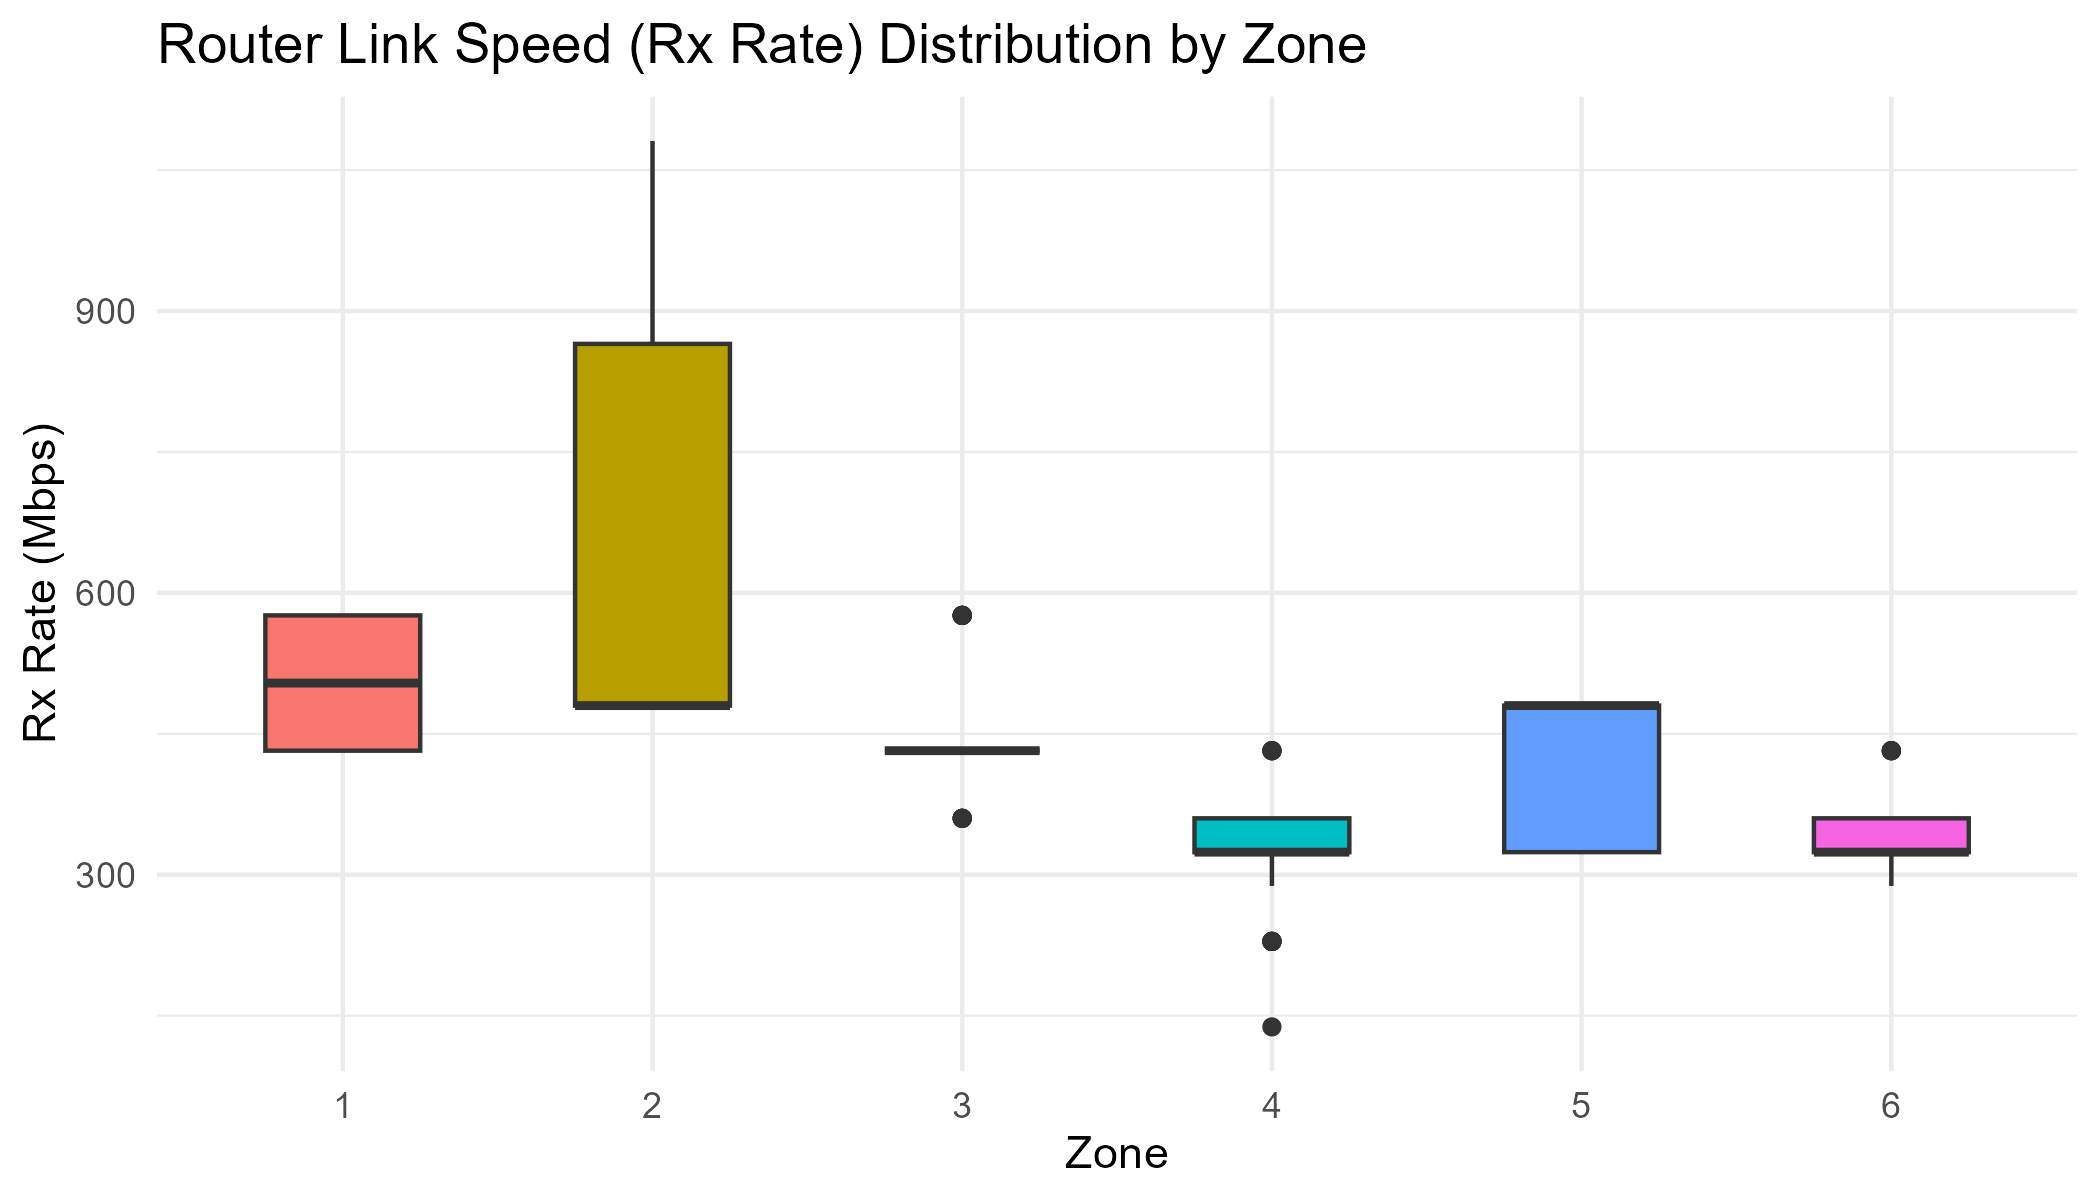 Router Link Speed (Rx Rate) Distribution by Zone
Rx Rate (Mbps)
900
600
300
1 2 3 4 5 6
Zone